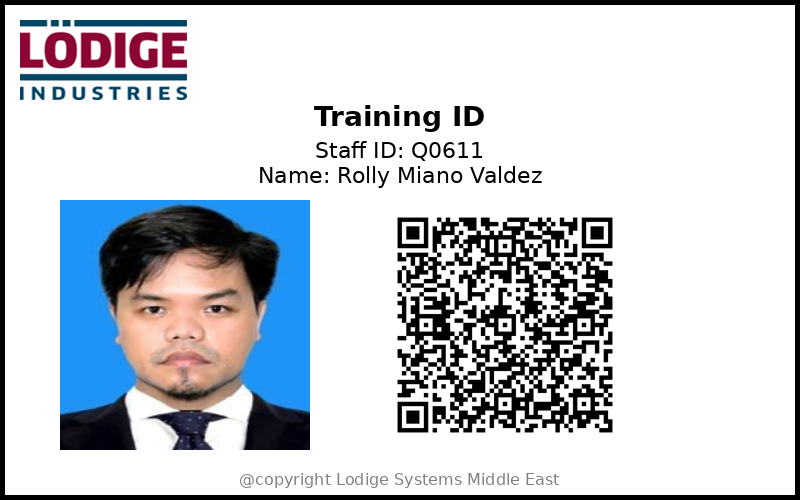 LÖDIGE
INDUSTRIES
Training ID
Staff ID: Q0611
Name: Rolly Miano Valdez
@copyright Lodige Systems Middle East